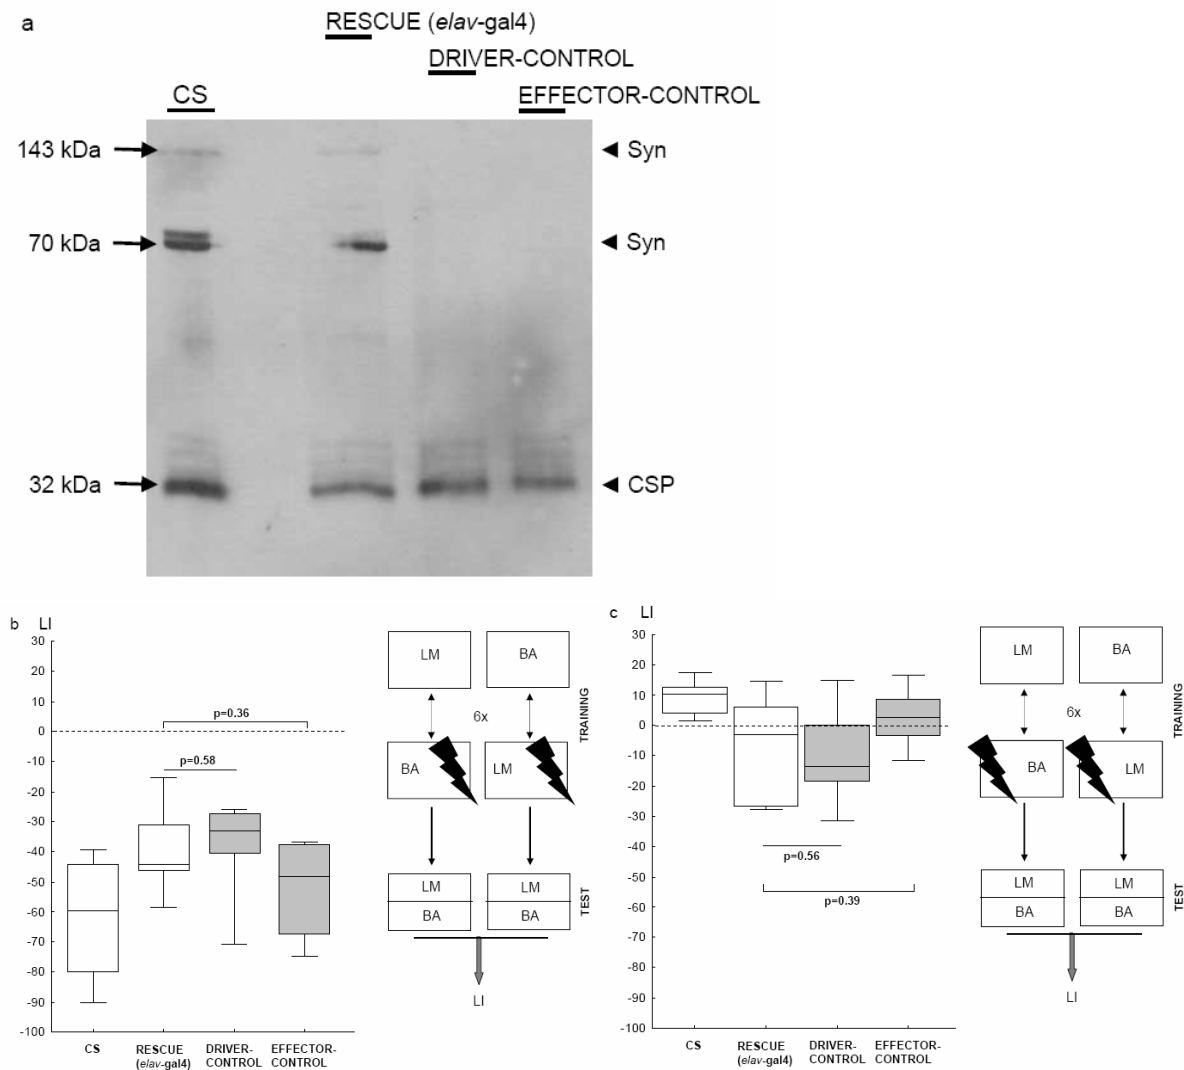 a
RESCUE (elav-gal4)
DRIVER-CONTROL
CS
EFFECTOR-CONTROL
143 kDa
Syn
70 kDa
Syn
32 kDa
CSP
b LI
30
20
10
0
-10
-20
-30
-40
-50
-60
-70
-80
-90
-100
p=0.36
p=0.58
CS
RESCUE
(elav-gal4)
DRIVER-
CONTROL
EFFECTOR-
CONTROL
LM BA
6x
TRAINING
BA LM
LM LM
BA BA
TEST
LI
c LI
30
20
10
0
-10
-20
-30
-40
-50
-60
-70
-80
-90
-100
p=0.56
p=0.39
CS
RESCUE
(elav-gal4)
DRIVER-
CONTROL
EFFECTOR-
CONTROL
LM BA
6x
TRAINING
BA LM
LM LM
BA BA
TEST
LI